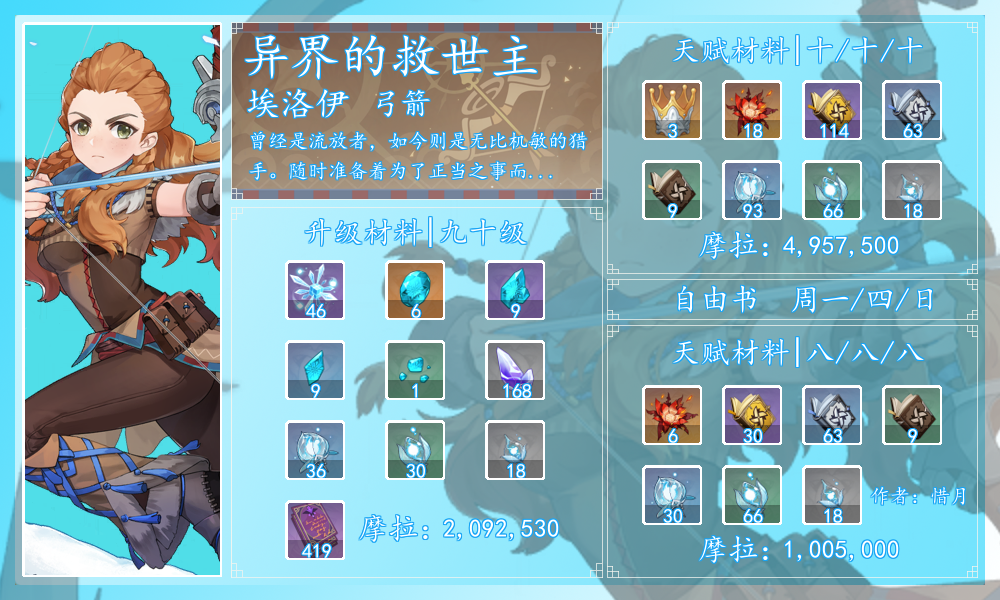 异界的救世主
埃洛伊 弓箭
曾经是流放者，如今则是无比机敏的猎
手。随时准备着为了正当之事而...
升级材料|九十级
46 6 9
9 1 168
36 30 18
419 摩拉：2,092,530
天赋材料|十/十/十
3 18 114 63
9 93 66 18
摩拉：4,957,500
自由书 周一/四/日
天赋材料|八/八/八
6 30 63 9
30 66 18 作者：惜月
摩拉：1,005,000